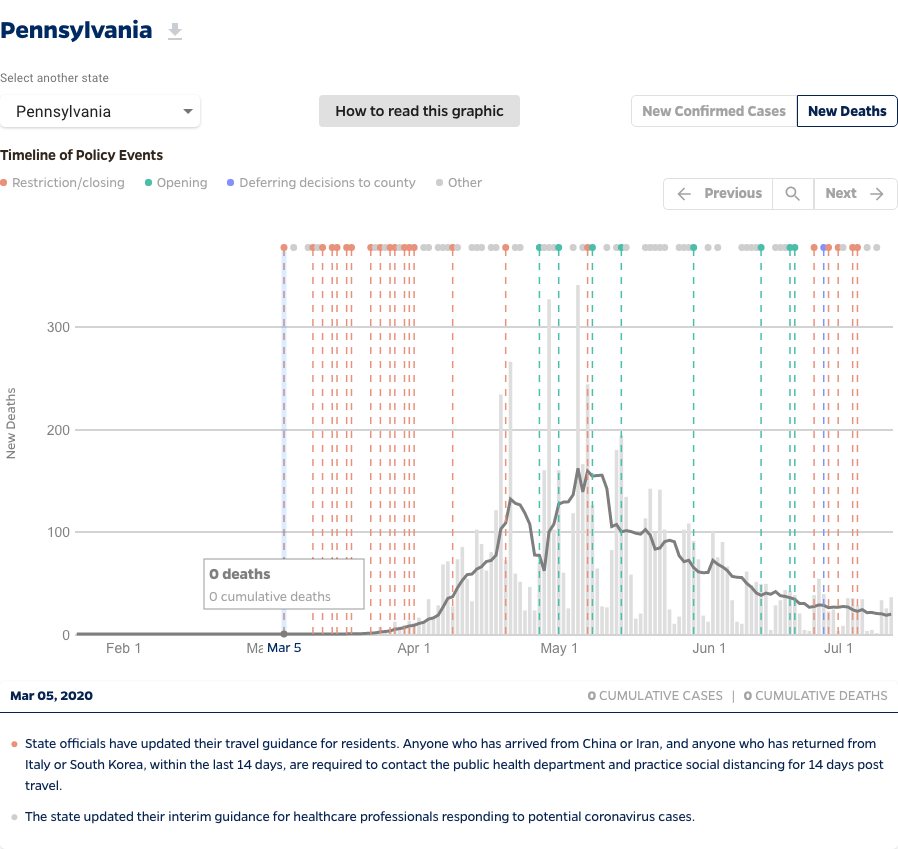 Pennsylvania
Select another state
Pennsylvania
How to read this graphic
New Confirmed Cases
New Deaths
Timeline of Policy Events
Restriction/closing
Opening
Deferring decisions to county
Other
Previous
Next
New Deaths
300
200
100
0
0 deaths
0 cumulative deaths
Feb 1
Ma
Mar 5
Apr 1
May 1
Jun 1
Jul 1
Mar 05, 2020
0 CUMULATIVE CASES | 0 CUMULATIVE DEATHS
State officials have updated their travel guidance for residents. Anyone who has arrived from China or Iran, and anyone who has returned from
Italy or South Korea, within the last 14 days, are required to contact the public health department and practice social distancing for 14 days post
travel.
The state updated their interim guidance for healthcare professionals responding to potential coronavirus cases.